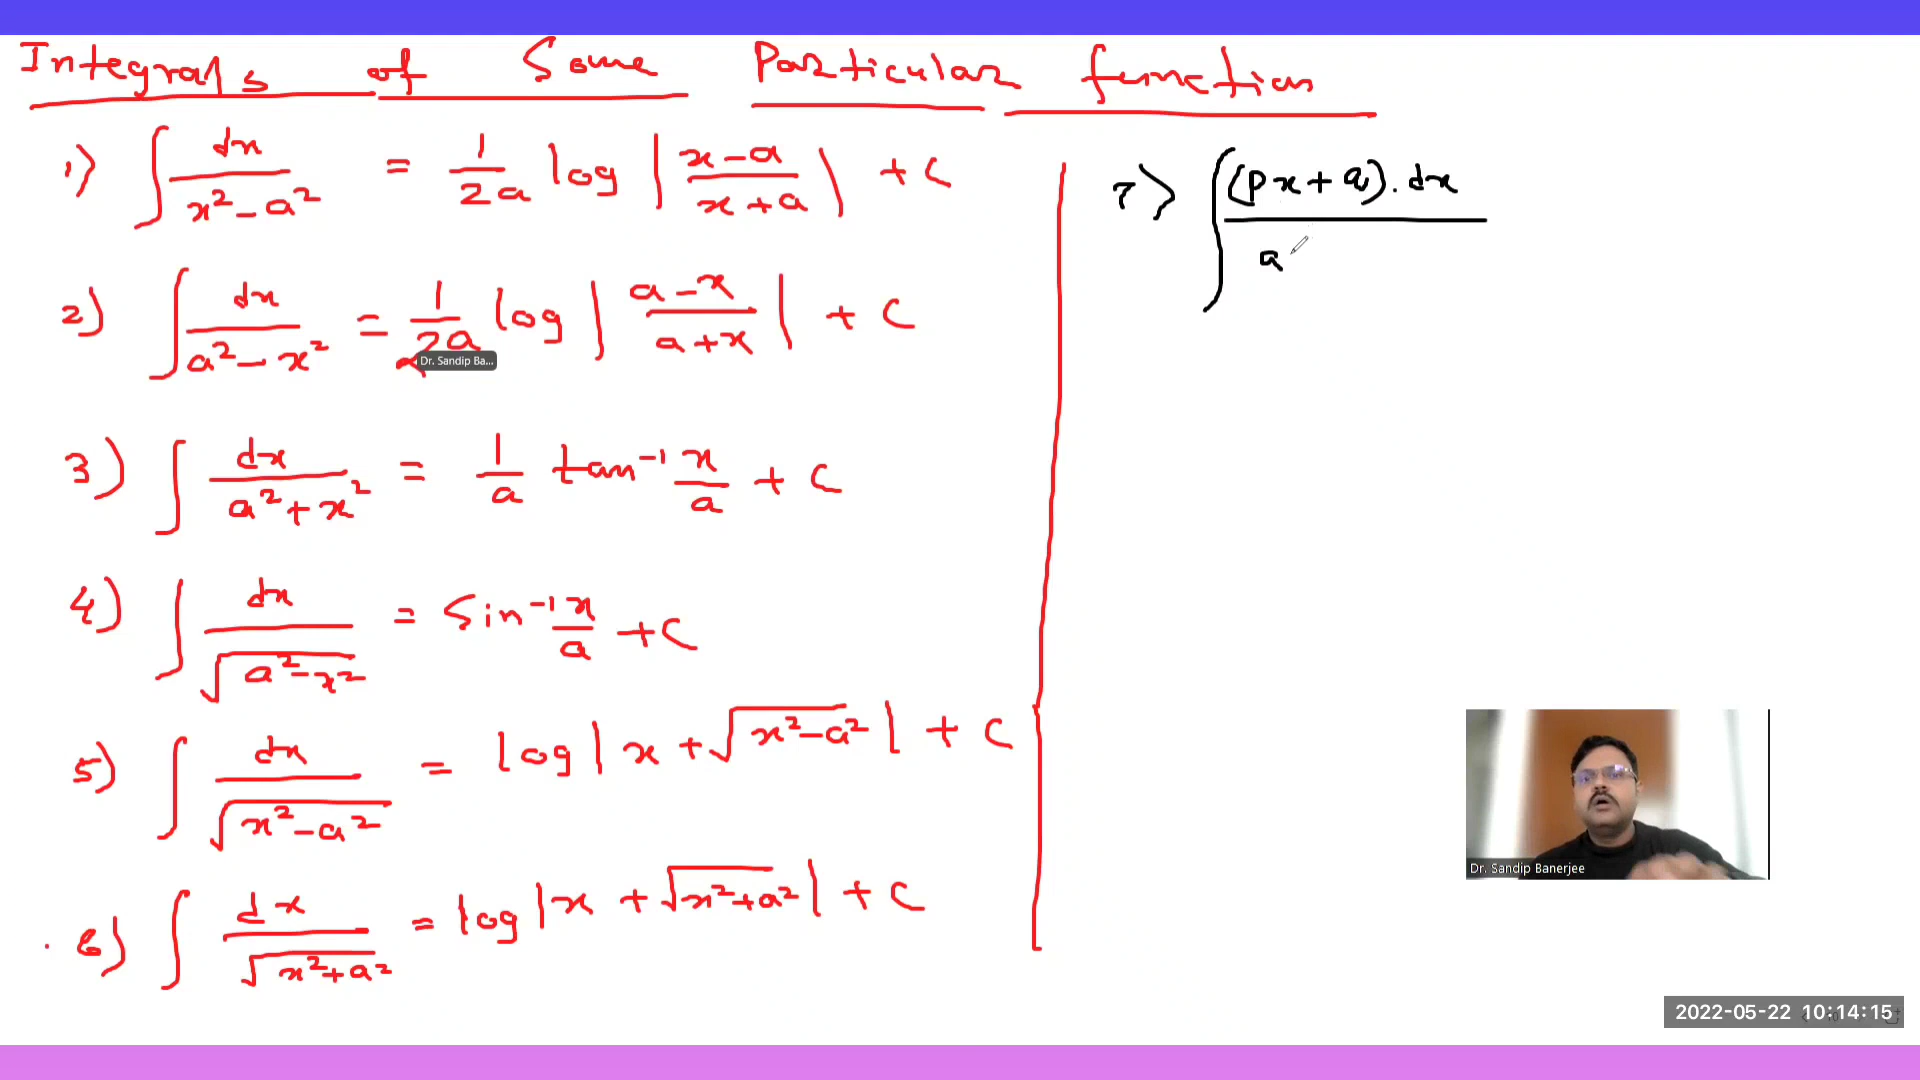 Integrals of Some Particular function
1) ∫ dx / (x² - a²) = 1/2a log | (x - a) / (x + a) | + c
2) ∫ dx / (a² - x²) = 1/2a log | (a - x) / (a + x) | + c
Dr. Sandip Ba...
3) ∫ dx / (a² + x²) = 1/a tan⁻¹ x/a + c
4) ∫ dx / √(a² - x²) = Sin⁻¹ x/a + c
5) ∫ dx / √(x² - a²) = log | x + √(x² - a²) | + c
6) ∫ dx / √(x² + a²) = log | x + √(x² + a²) | + c
7> ∫ (px + q) . dx / a
Dr. Sandip Banerjee
2022-05-22 10:14:15